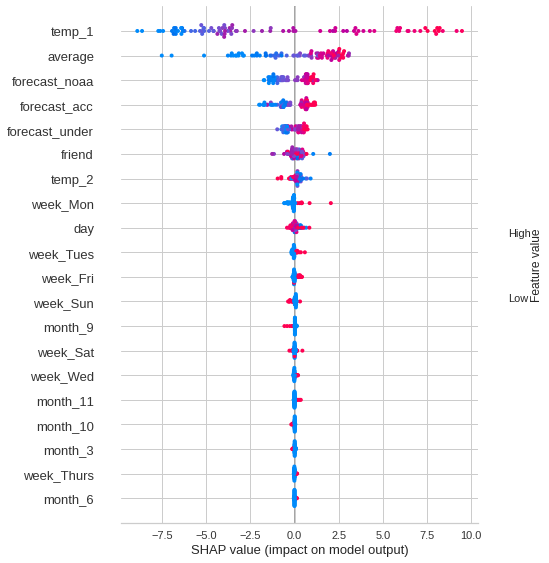 temp_1
average
forecast_noaa
forecast_acc
forecast_under
friend
temp_2
week_Mon
day
week_Tues
week_Fri
week_Sun
month_9
week_Sat
week_Wed
month_11
month_10
month_3
week_Thurs
month_6
−7.5 −5.0 −2.5 0.0 2.5 5.0 7.5 10.0
SHAP value (impact on model output)
High
Low
Feature value